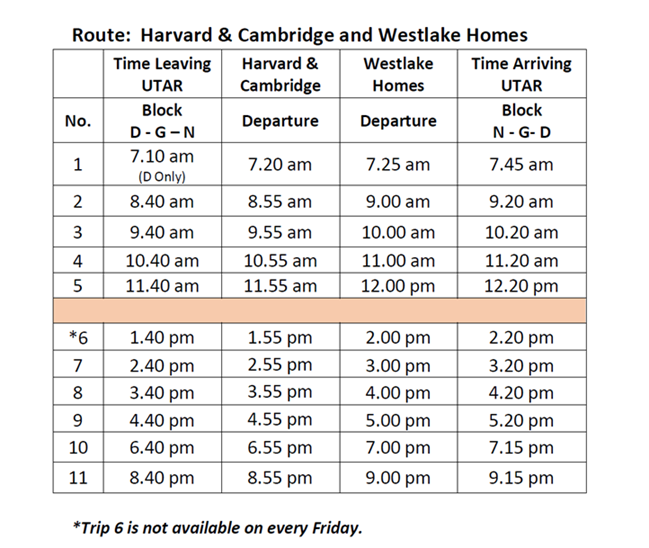 Route: Harvard & Cambridge and Westlake Homes
Time Leaving UTAR Harvard & Cambridge Westlake Homes Time Arriving UTAR
No. Block D - G – N Departure Departure Block N - G- D
1 7.10 am (D Only) 7.20 am 7.25 am 7.45 am
2 8.40 am 8.55 am 9.00 am 9.20 am
3 9.40 am 9.55 am 10.00 am 10.20 am
4 10.40 am 10.55 am 11.00 am 11.20 am
5 11.40 am 11.55 am 12.00 pm 12.20 pm
*6 1.40 pm 1.55 pm 2.00 pm 2.20 pm
7 2.40 pm 2.55 pm 3.00 pm 3.20 pm
8 3.40 pm 3.55 pm 4.00 pm 4.20 pm
9 4.40 pm 4.55 pm 5.00 pm 5.20 pm
10 6.40 pm 6.55 pm 7.00 pm 7.15 pm
11 8.40 pm 8.55 pm 9.00 pm 9.15 pm
*Trip 6 is not available on every Friday.